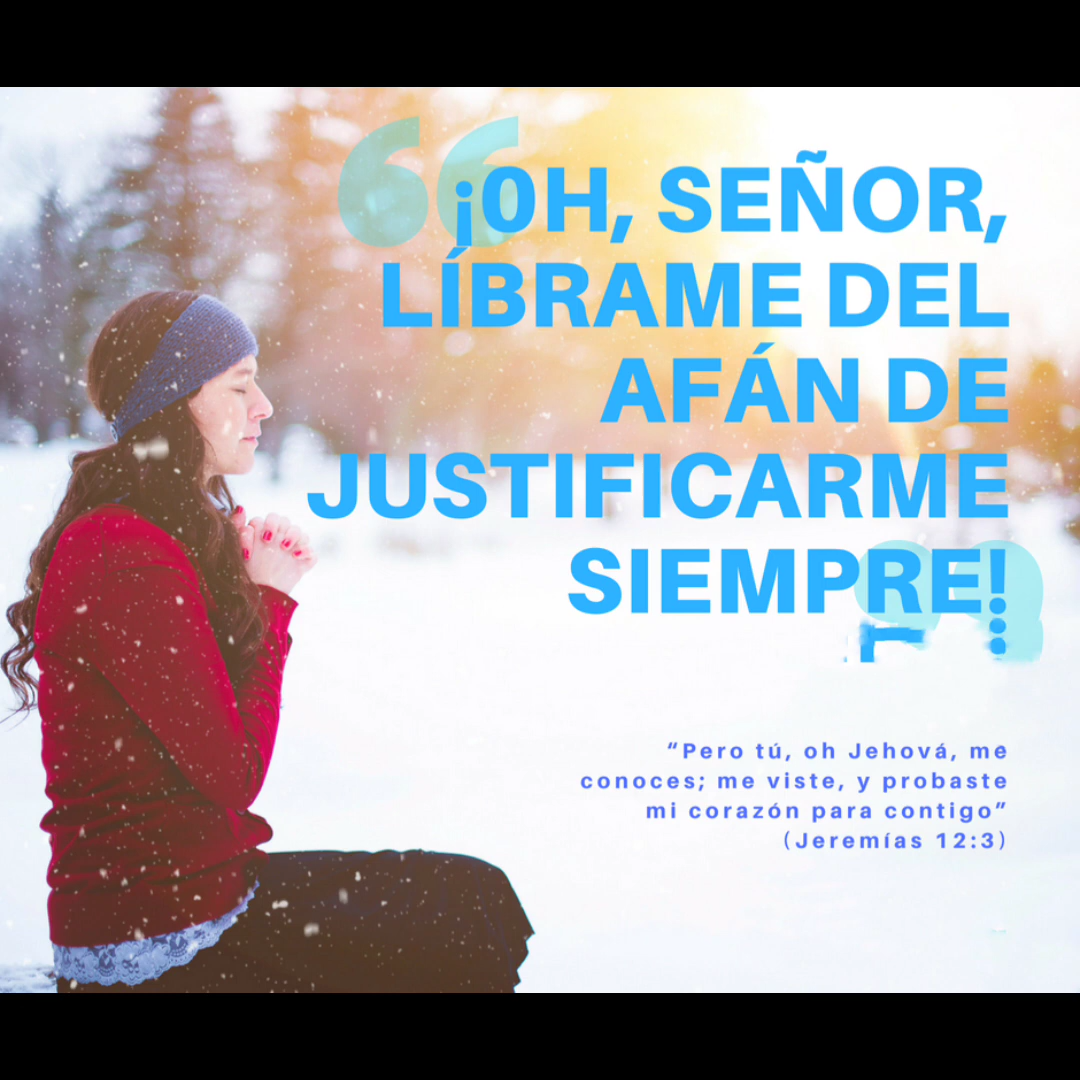 ¡OH, SEÑOR,
LÍBRAME DEL
AFÁN DE
JUSTIFICARME
SIEMPRE!
“Pero tú, oh Jehová, me
conoces; me viste, y probaste
mi corazón para contigo”
(Jeremías 12:3)